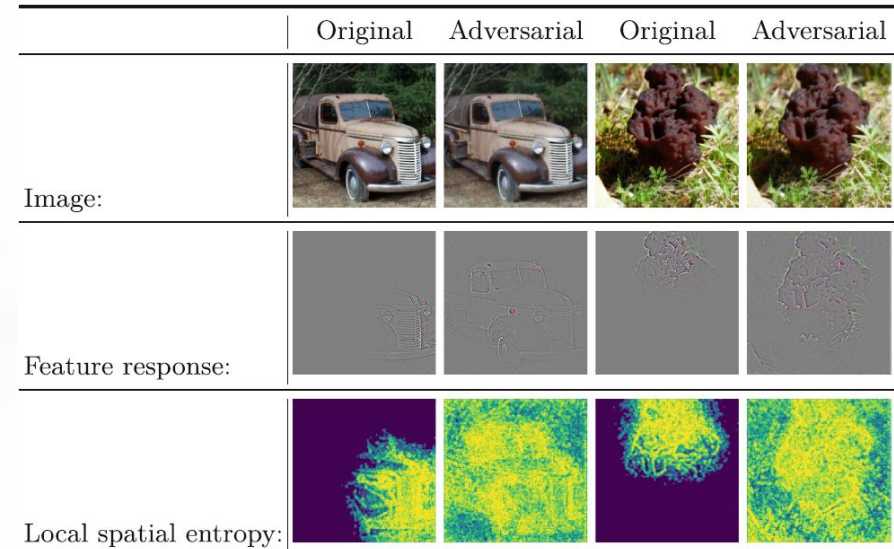 Original Adversarial Original Adversarial
Image:
Feature response:
Local spatial entropy: